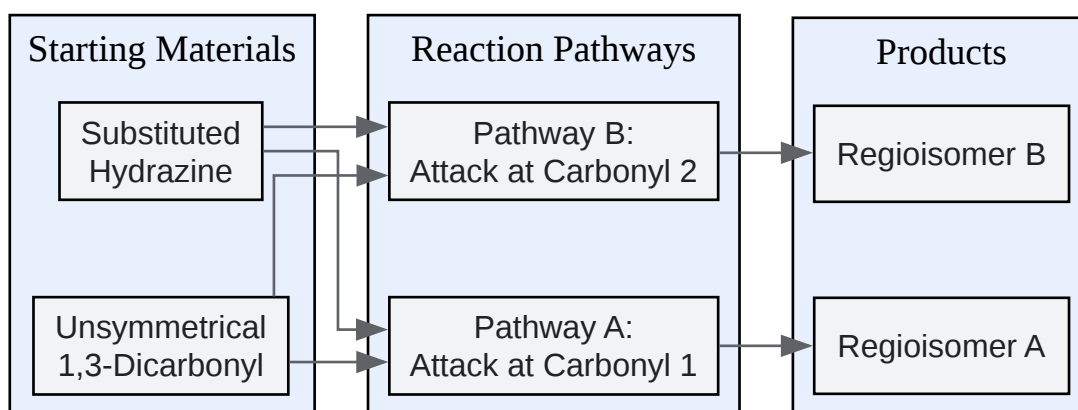 Starting Materials
Substituted
Hydrazine
Unsymmetrical
1,3-Dicarbonyl
Reaction Pathways
Pathway B:
Attack at Carbonyl 2
Pathway A:
Attack at Carbonyl 1
Products
Regioisomer B
Regioisomer A